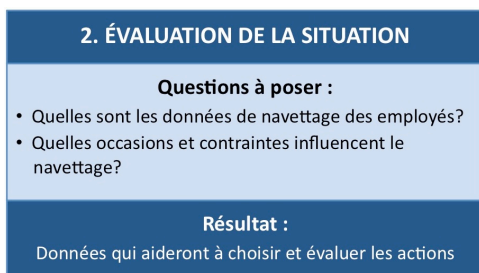 2. ÉVALUATION DE LA SITUATION
Questions à poser :
• Quelles sont les données de navettage des employés?
• Quelles occasions et contraintes influencent le
navettage?
Résultat :
Données qui aideront à choisir et évaluer les actions